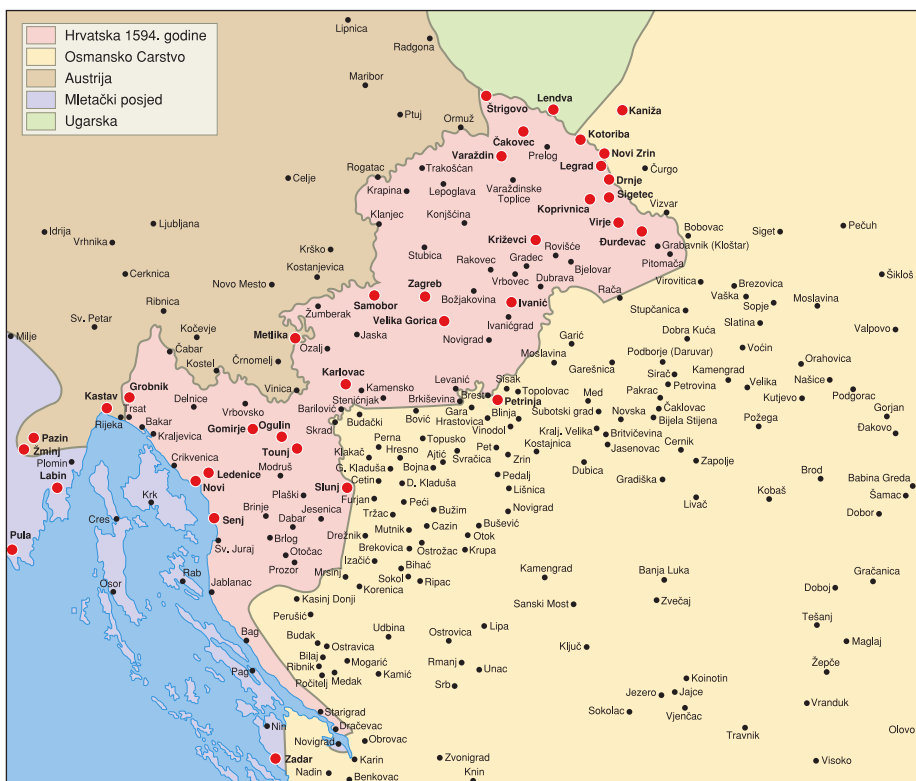 Hrvatska 1594. godine
Osmansko Carstvo
Austrija
Mletački posjed
Ugarska
Lipnica
Radgona
Maribor
Ptuj
Ormuž
Štrigovo
Lendva
Kaniža
Čakovec
Kotoriba
Varaždin
Prelog
Novi Zrin
Legrad
Čurgo
Rogatec
Trakošćan
Drnje
Celje
Krapina
Lepoglava
Varaždinske
Toplice
Sigetec
Koprivnica
Vizvar
Ljubljana
Klanjec
Konjšćina
Virje
Idrija
Vrhnika
Križevci
Đurđevac
Bobovac
Siget
Pečuh
Krško
Stubica
Rovišće
Grabavnik (Kloštar)
Rakovec
Gradec
Pitomača
Cerknica
Kostanjevica
Vrbovec
Bjelovar
Šikloš
Novo Mesto
Zagreb
Božjakovina
Dubrava
Rača
Virovitica
Brezovica
Ribnica
Samobor
Ivanić
Vaška
Sopje
Moslavina
Žumberak
Stupčanica
Sv. Petar
Velika Gorica
Ivanićgrad
Slatina
Milje
Kočevje
Metlika
Jaska
Novigrad
Garić
Dobra Kuća
Valpovo
Čabar
Ozalj
Moslavina
Voćin
Kostel
Črnomelj
Garešnica
Podborje (Daruvar)
Orahovica
Sirač
Kamengrad
Našice
Karlovac
Levanić
Sisak
Vinica
Kamensko
Topolovac
Med
Pakrac
Petrovina
Velika
Podgorac
Grobnik
Delnice
Stenićnjak
Brkiševina
Brest
Petrinja
Kutjevo
Kastav
Vrbovsko
Barilović
Gara
Subotski grad
Novska
Čaklovac
Gorjan
Trsat
Budački
Bović
Hrastovica
Blinja
Bijela Stijena
Požega
Rijeka
Bakar
Gomirje
Ogulin
Skrad
Vinodol
Kralj. Velika
Britvičevina
Đakovo
Kraljevica
Perna
Topusko
Kostajnica
Jasenovac
Cernik
Pazin
Tounj
Klakač
Hresno
Ajtić
Pet
Žminj
Zrin
Zapolje
Plomin
Crikvenica
Modruš
G. Kladuša
Bojna
Svračica
Dubica
Labin
Ledenice
Cetin
D. Kladuša
Pedalj
Gradiška
Brod
Babina Greda
Novi
Plaški
Slunj
Lišnica
Krk
Furjan
Peći
Livač
Kobaš
Šamac
Brinje
Jesenica
Bužim
Novigrad
Cres
Senj
Dabar
Tržac
Dobor
Pula
Mutnik
Cazin
Buševič
Brlog
Drežnik
Otok
Sv. Juraj
Otočac
Brekovica
Ostrožac
Krupa
Prozor
Izačić
Bihać
Rab
Mrsinj
Sokol
Ripac
Kamengrad
Banja Luka
Gračanica
Osor
Jablanac
Korenica
Doboj
Kasinj Donji
Sanski Most
Zvečaj
Perušić
Tešanj
Bag
Budak
Udbina
Lipa
Ostravica
Ostrovica
Ključ
Maglaj
Bilaj
Mogarić
Ribnik
Rmanj
Unac
Žepče
Pag
Počitelj
Medak
Kamić
Koinotin
Srb
Jezero
Jajce
Starigrad
Sokolac
Vjenčac
Vranduk
Nin
Dračevac
Travnik
Olovo
Novigrad
Obrovac
Zadar
Karin
Zvonigrad
Visoko
Nadin
Benkovac
Knin